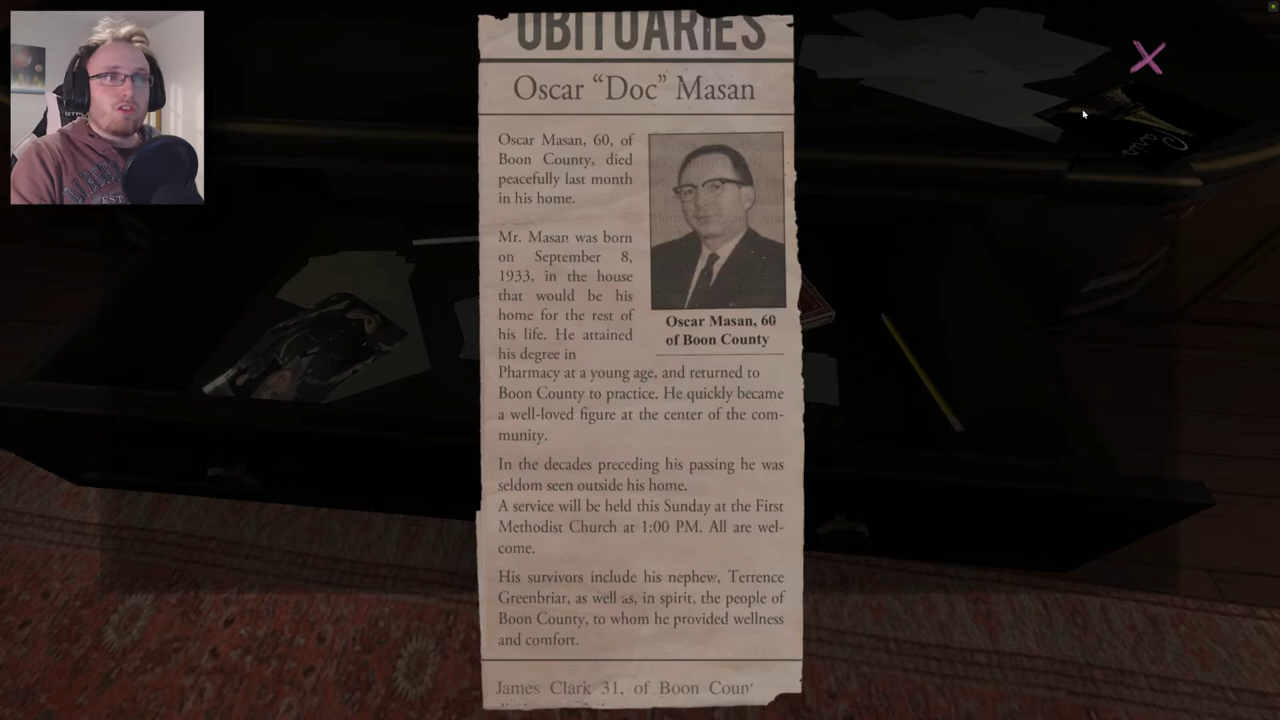 OBITUARIES
Oscar “Doc” Masan
Oscar Masan, 60, of
Boon County, died
peacefully last month
in his home.
Mr. Masan was born
on September 8,
1933, in the house
that would be his
home for the rest of
his life. He attained
his degree in
Pharmacy at a young age, and returned to
Boon County to practice. He quickly became
a well-loved figure at the center of the com-
munity.
Oscar Masan, 60
of Boon County
In the decades preceding his passing he was
seldom seen outside his home.
A service will be held this Sunday at the First
Methodist Church at 1:00 PM. All are wel-
come.
His survivors include his nephew, Terrence
Greenbriar, as well as, in spirit, the people of
Boon County, to whom he provided wellness
and comfort.
James Clark 31, of Boon Coun